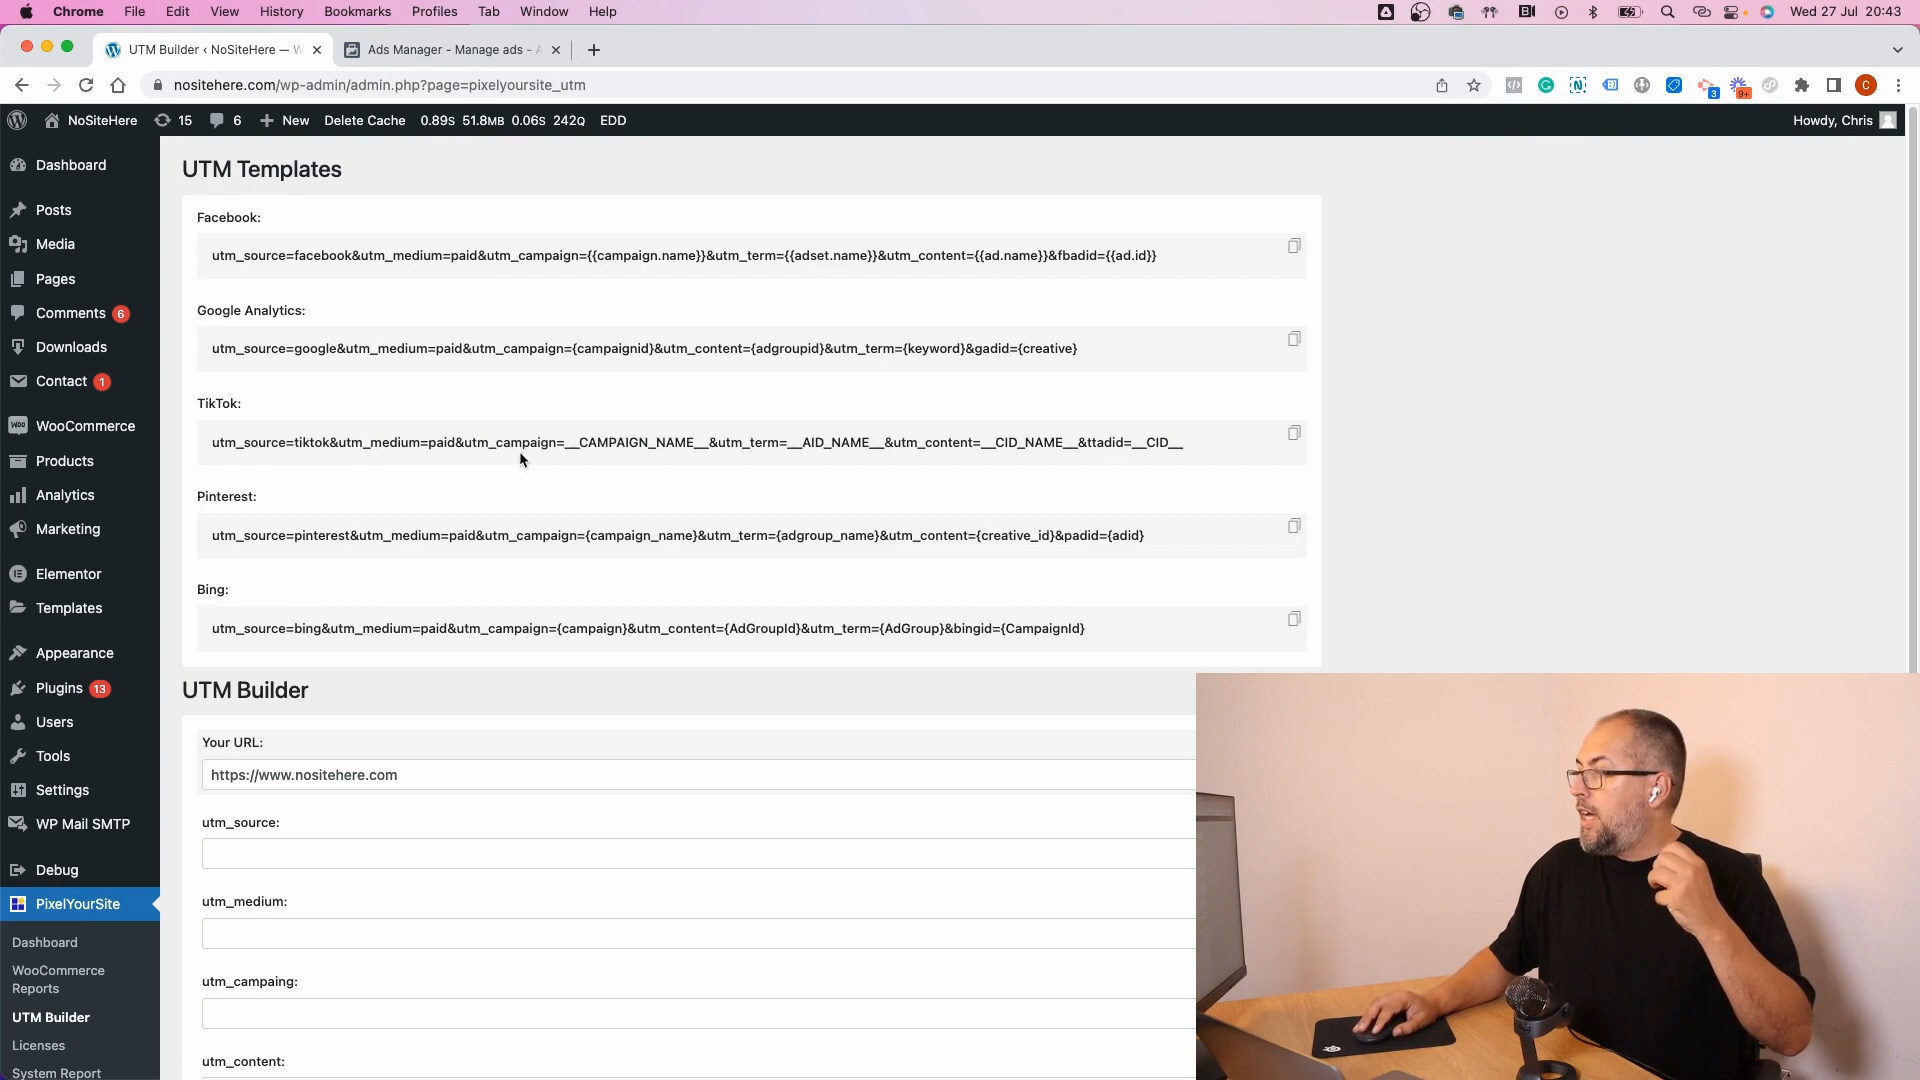 Chrome File Edit View History Bookmarks Profiles Tab Window Help Wed 27 Jul 20:43
UTM Builder ‹ NoSiteHere — W Ads Manager - Manage ads - A
nositehere.com/wp-admin/admin.php?page=pixelyoursite_utm 3 9+ C
NoSiteHere 15 6 New Delete Cache 0.89S 51.8MB 0.06S 242Q EDD Howdy, Chris
Dashboard
Posts
Media
Pages
Comments 6
Downloads
Contact 1
WooCommerce
Products
Analytics
Marketing
Elementor
Templates
Appearance
Plugins 13
Users
Tools
Settings
WP Mail SMTP
Debug
PixelYourSite
Dashboard
WooCommerce
Reports
UTM Builder
Licenses
System Report
UTM Templates
Facebook:
utm_source=facebook&utm_medium=paid&utm_campaign={{campaign.name}}&utm_term={{adset.name}}&utm_content={{ad.name}}&fbadid={{ad.id}}
Google Analytics:
utm_source=google&utm_medium=paid&utm_campaign={campaignid}&utm_content={adgroupid}&utm_term={keyword}&gadid={creative}
TikTok:
utm_source=tiktok&utm_medium=paid&utm_campaign=__CAMPAIGN_NAME__&utm_term=__AID_NAME__&utm_content=__CID_NAME__&ttadid=__CID__
Pinterest:
utm_source=pinterest&utm_medium=paid&utm_campaign={campaign_name}&utm_term={adgroup_name}&utm_content={creative_id}&padid={adid}
Bing:
utm_source=bing&utm_medium=paid&utm_campaign={campaign}&utm_content={AdGroupId}&utm_term={AdGroup}&bingid={CampaignId}
UTM Builder
Your URL:
https://www.nositehere.com
utm_source:
utm_medium:
utm_campaing:
utm_content: